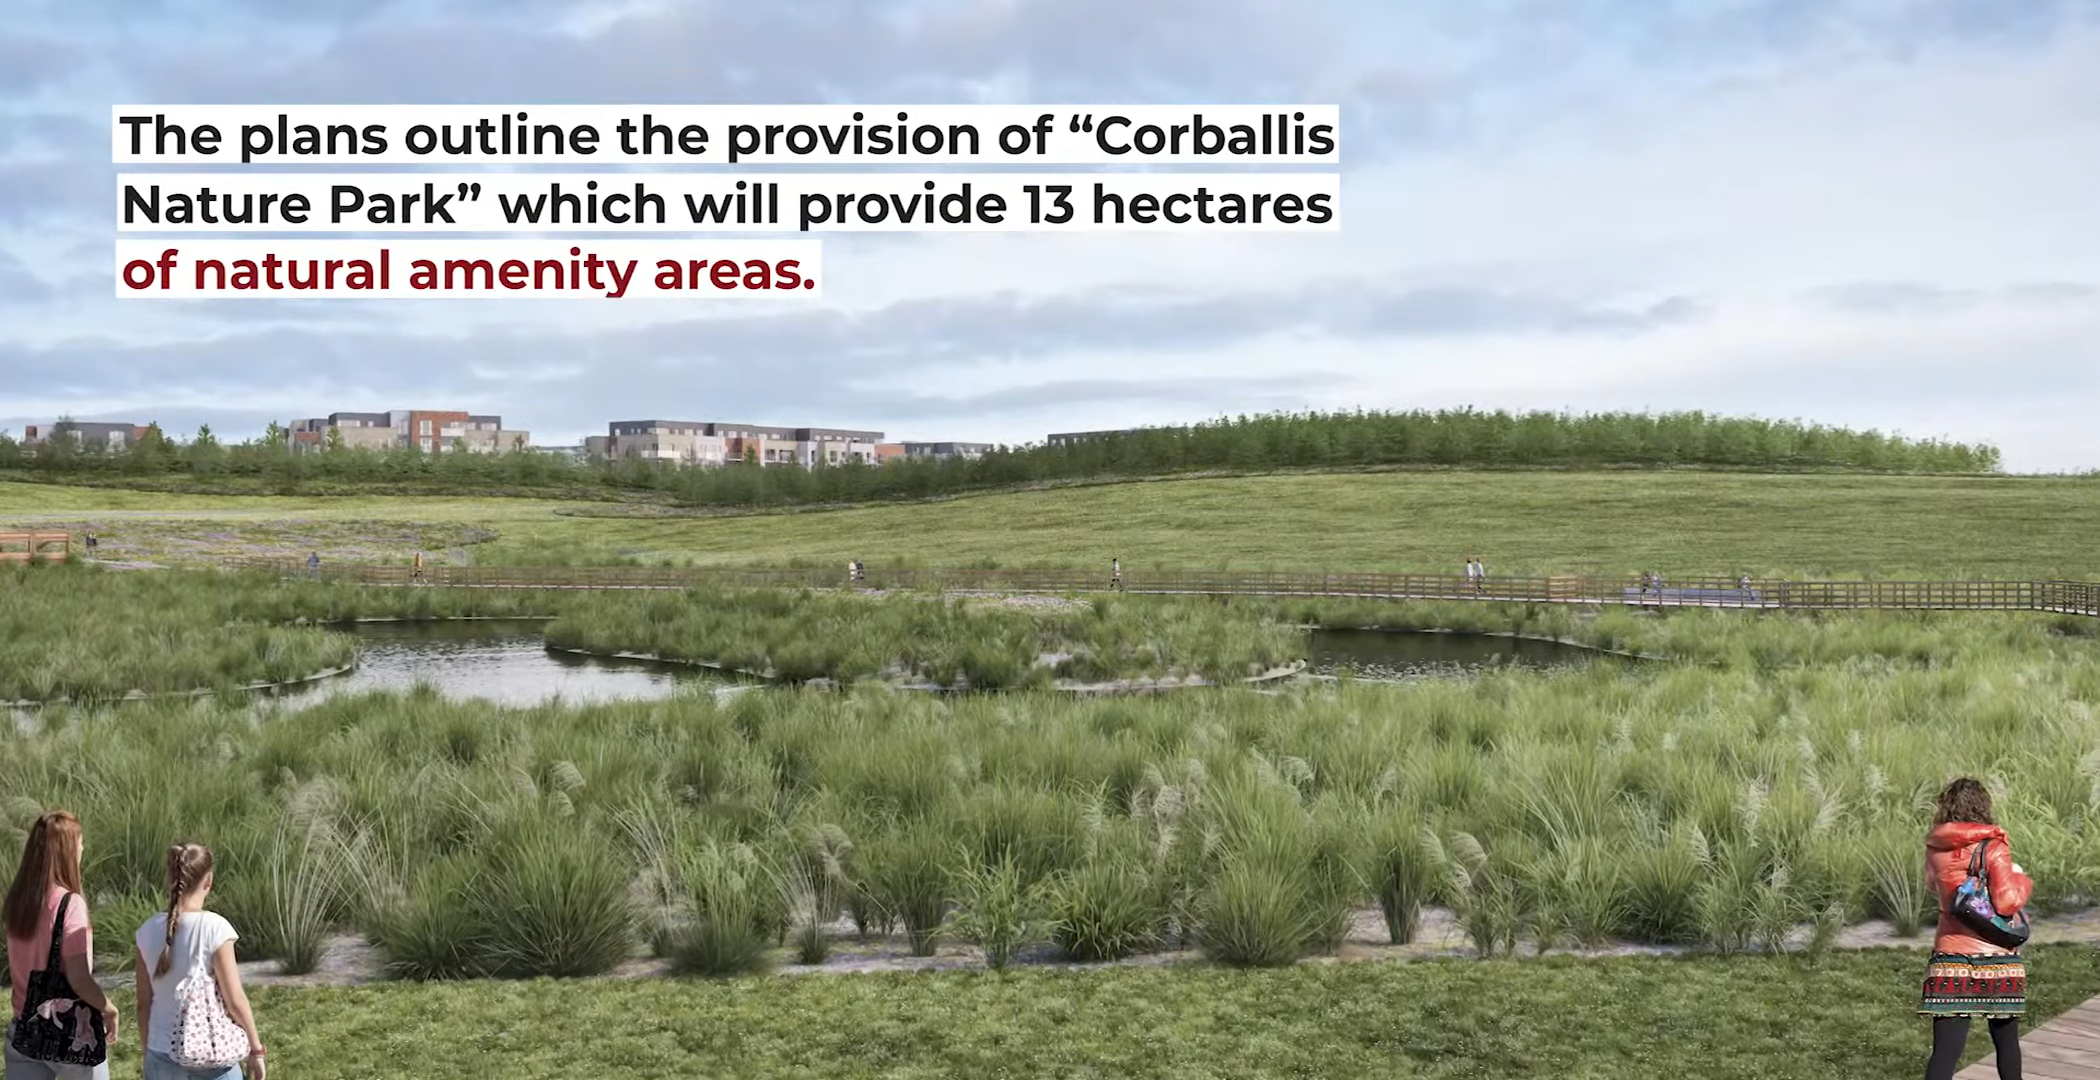 The plans outline the provision of “Corballis
Nature Park” which will provide 13 hectares
of natural amenity areas.